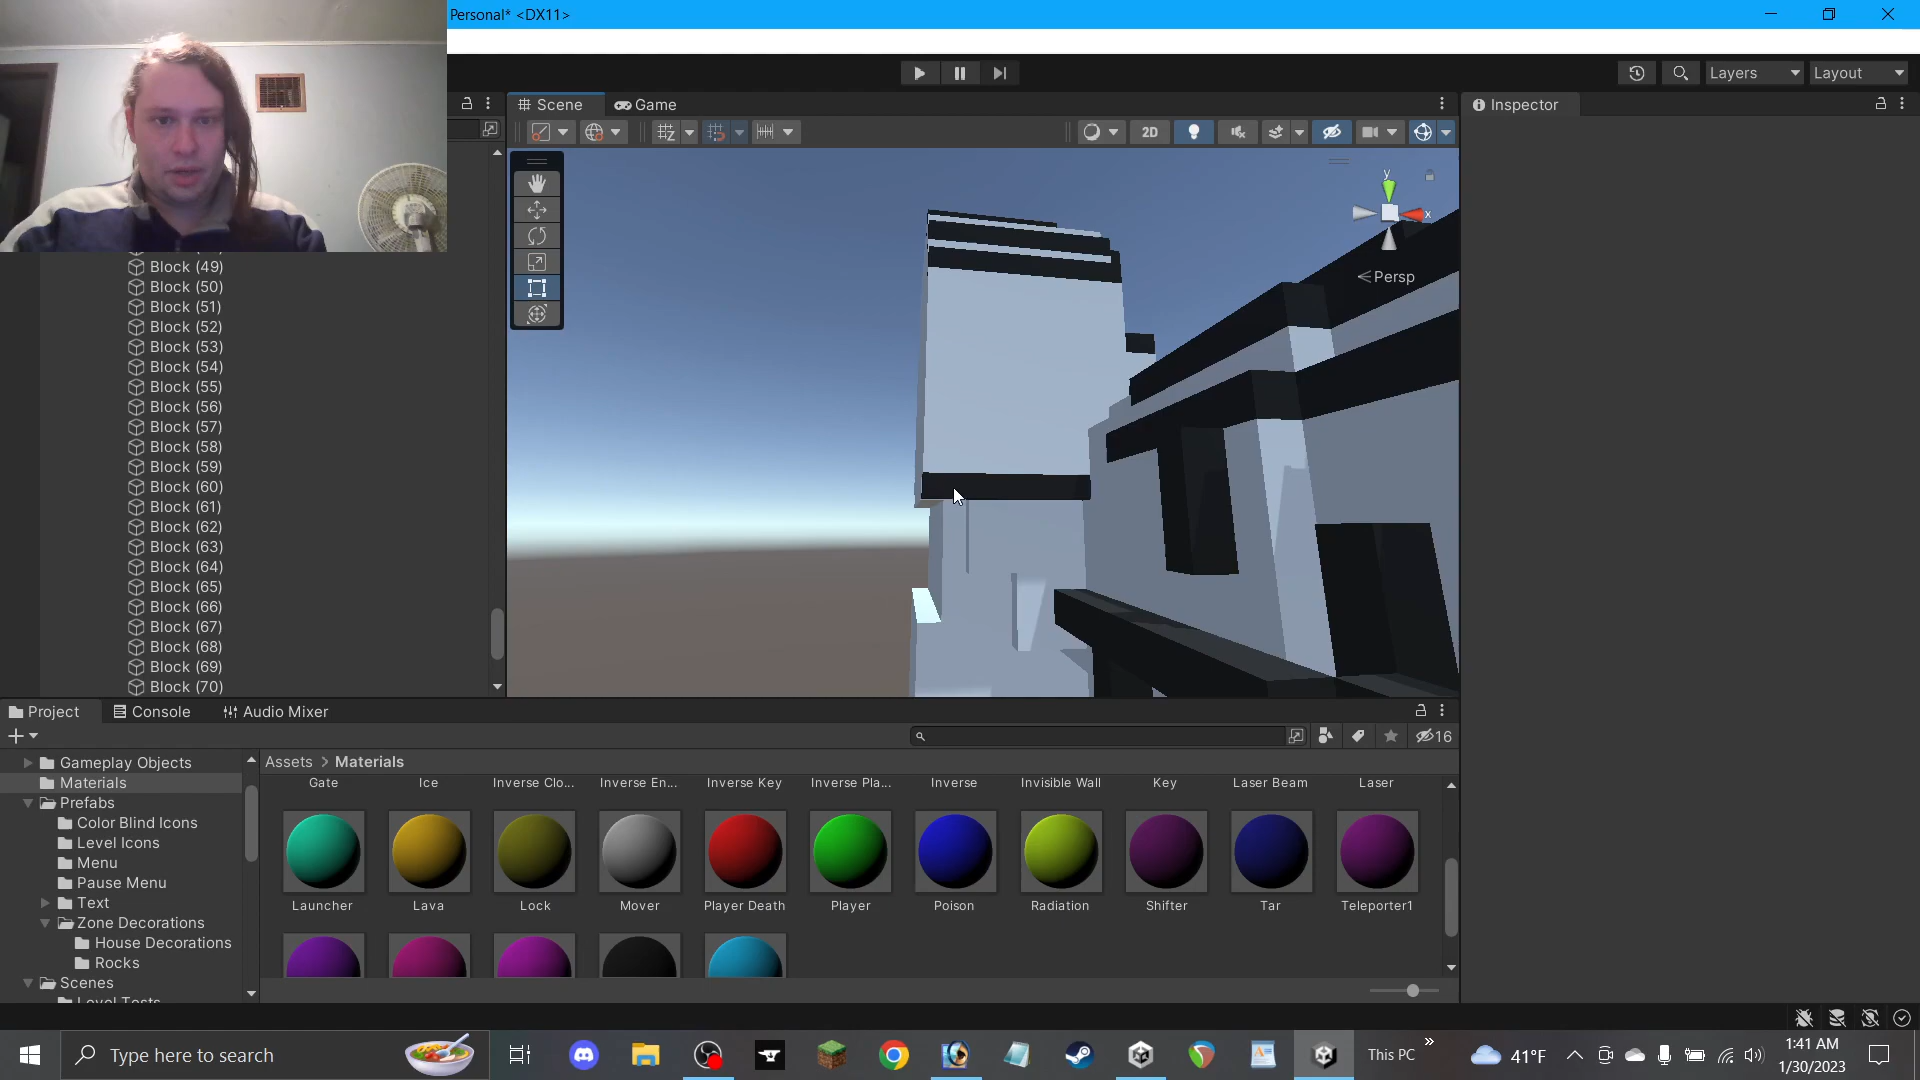 Personal* <DX11>
Layers
Layout
Scene
Game
Inspector
2D
y
x
Persp
Block (49)
Block (50)
Block (51)
Block (52)
Block (53)
Block (54)
Block (55)
Block (56)
Block (57)
Block (58)
Block (59)
Block (60)
Block (61)
Block (62)
Block (63)
Block (64)
Block (65)
Block (66)
Block (67)
Block (68)
Block (69)
Block (70)
Project
Console
Audio Mixer
16
Gameplay Objects
Materials
Prefabs
Color Blind Icons
Level Icons
Menu
Pause Menu
Text
Zone Decorations
House Decorations
Rocks
Scenes
Level Tests
Assets > Materials
Gate Ice Inverse Clo... Inverse En... Inverse Key Inverse Pla... Inverse Invisible Wall Key Laser Beam Laser
Launcher Lava Lock Mover Player Death Player Poison Radiation Shifter Tar Teleporter1
Type here to search
This PC
41°F
1:41 AM
1/30/2023